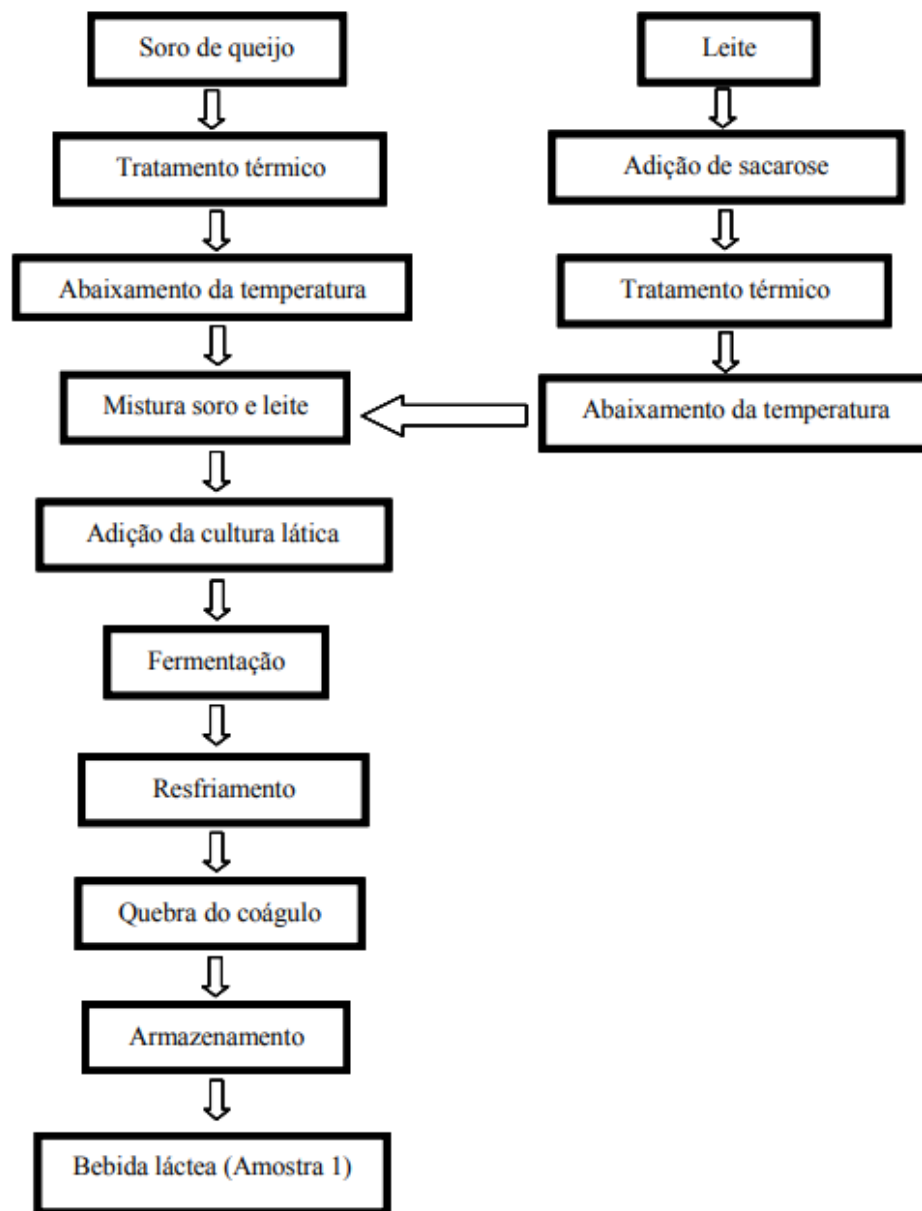 Soro de queijo
Leite
Tratamento térmico
Adição de sacarose
Abaixamento da temperatura
Tratamento térmico
Mistura soro e leite
Abaixamento da temperatura
Adição da cultura lática
Fermentação
Resfriamento
Quebra do coágulo
Armazenamento
Bebida láctea (Amostra 1)